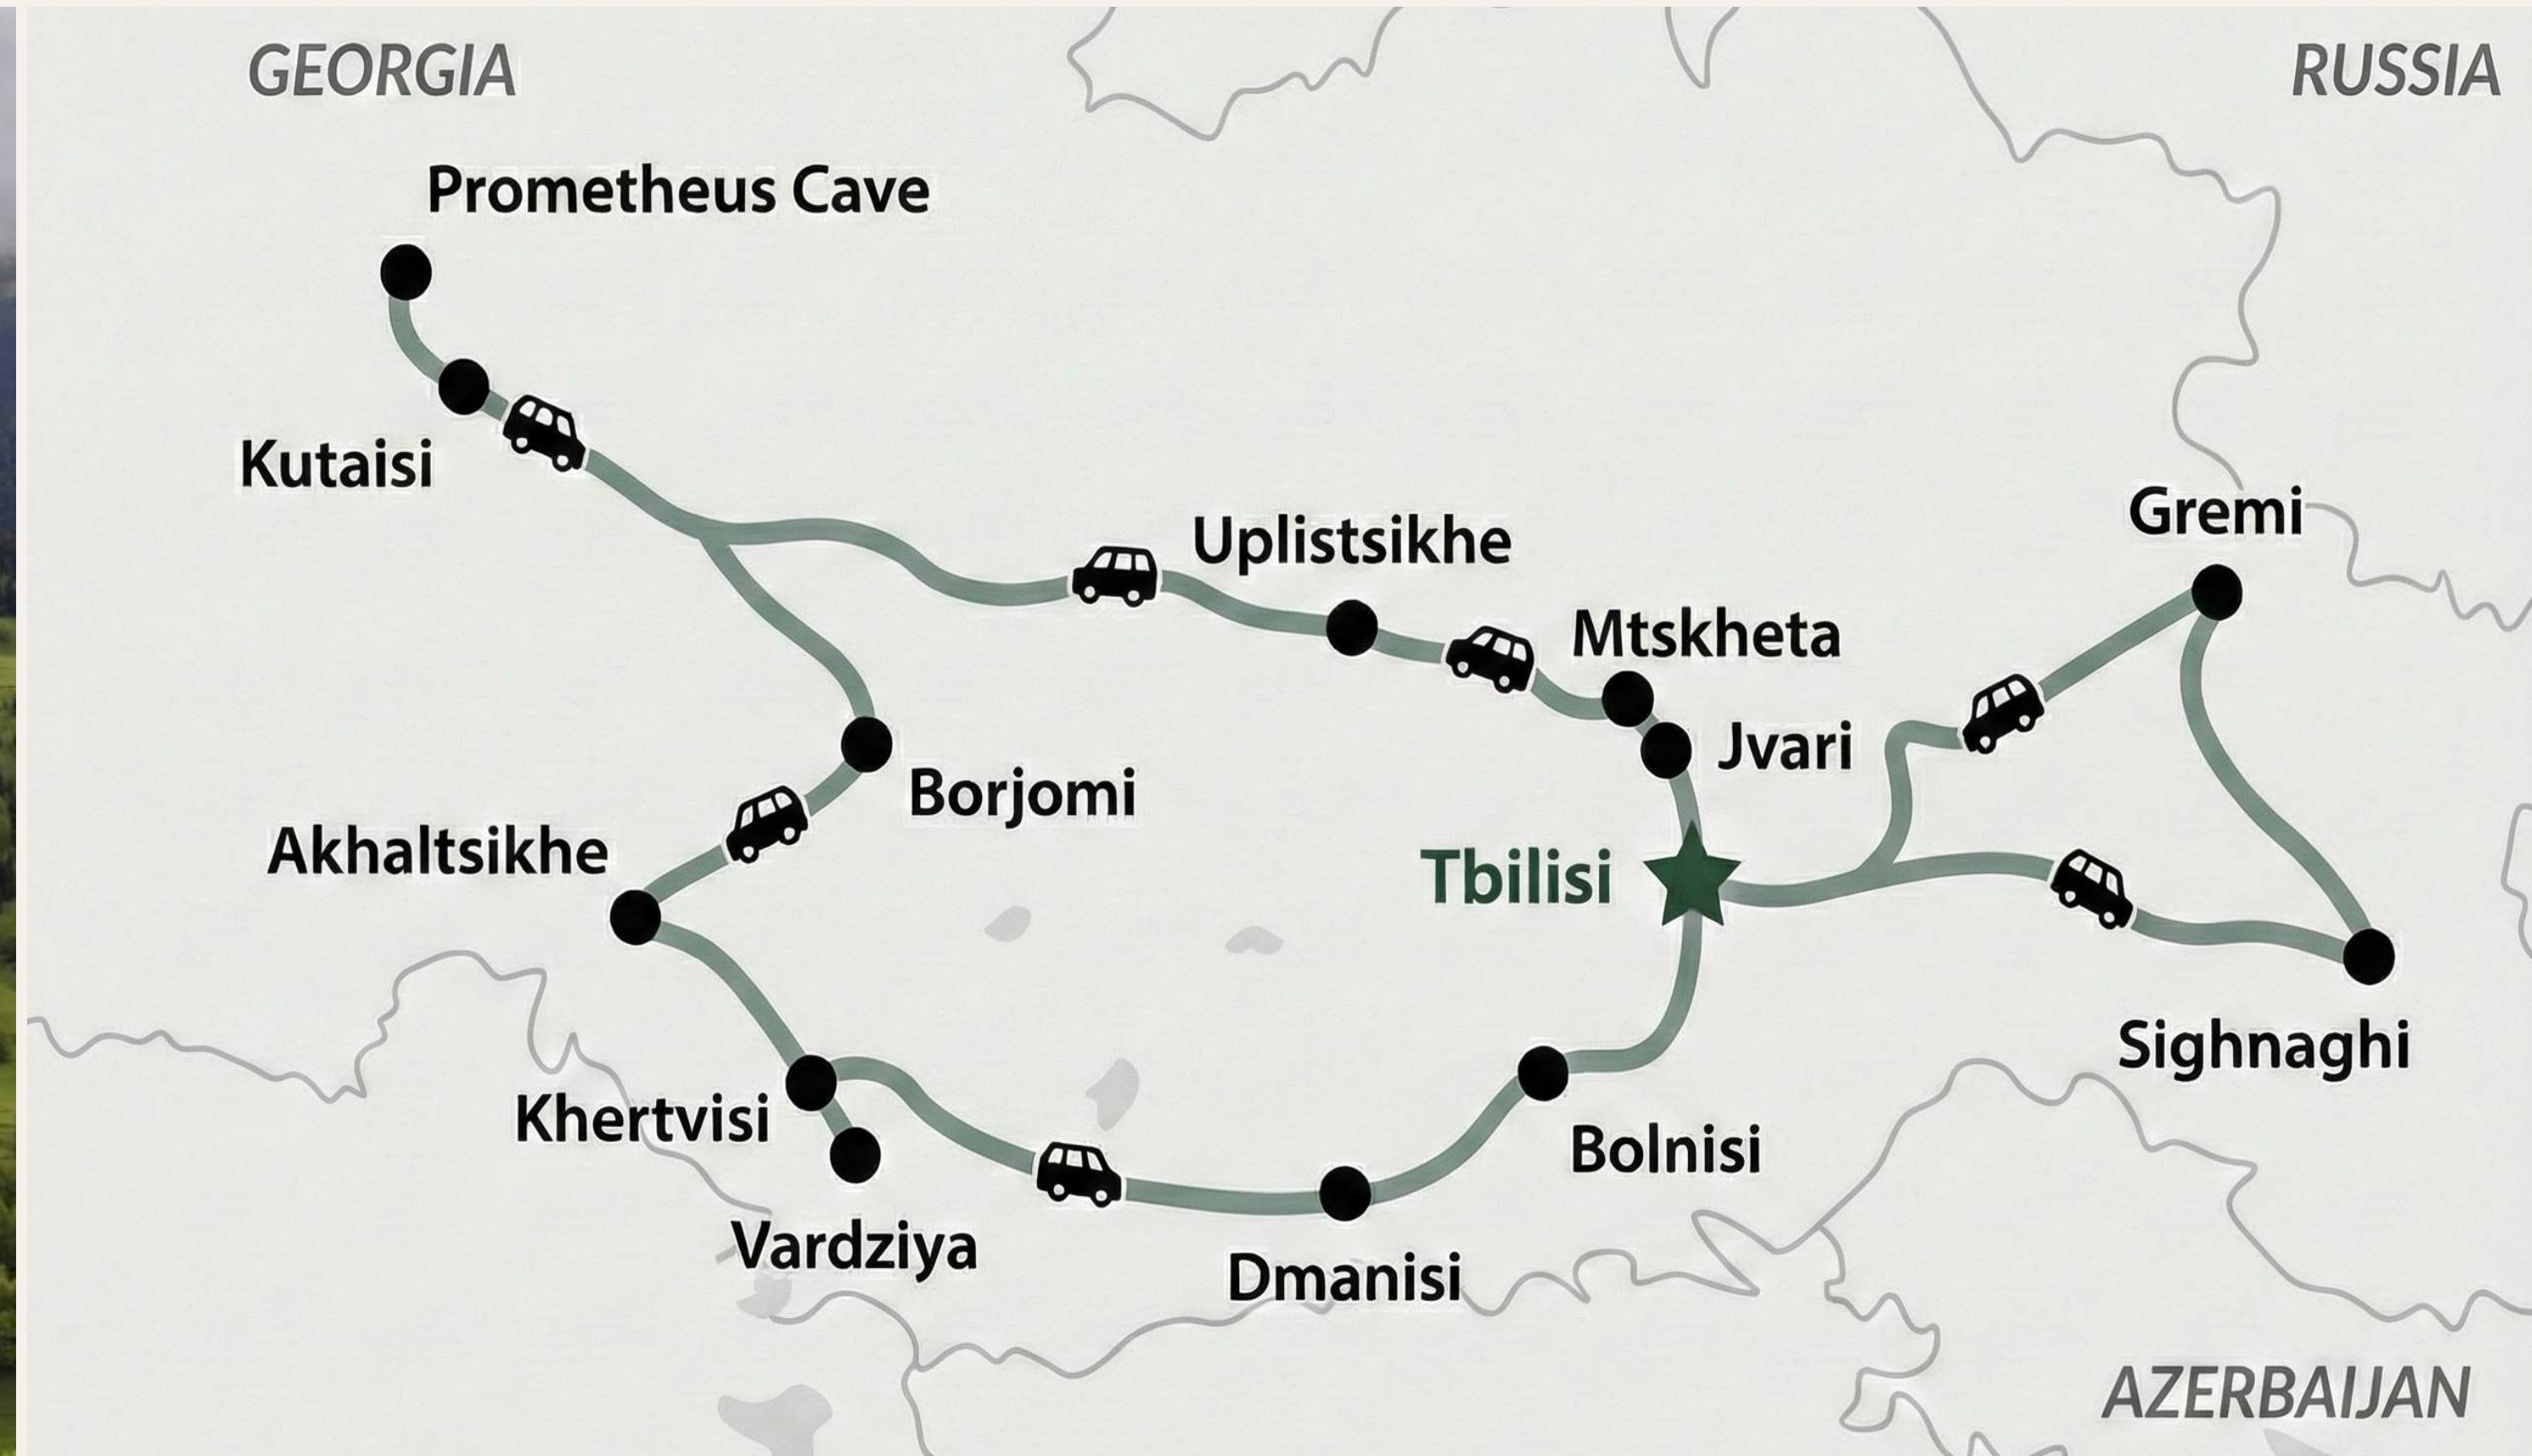 GEORGIA
RUSSIA
Prometheus Cave
Kutaisi
Uplistsikhe
Gremi
Mtskheta
Jvari
Borjomi
Akhaltsikhe
Tbilisi
Sighnaghi
Khertvisi
Bolnisi
Vardziya
Dmanisi
AZERBAIJAN